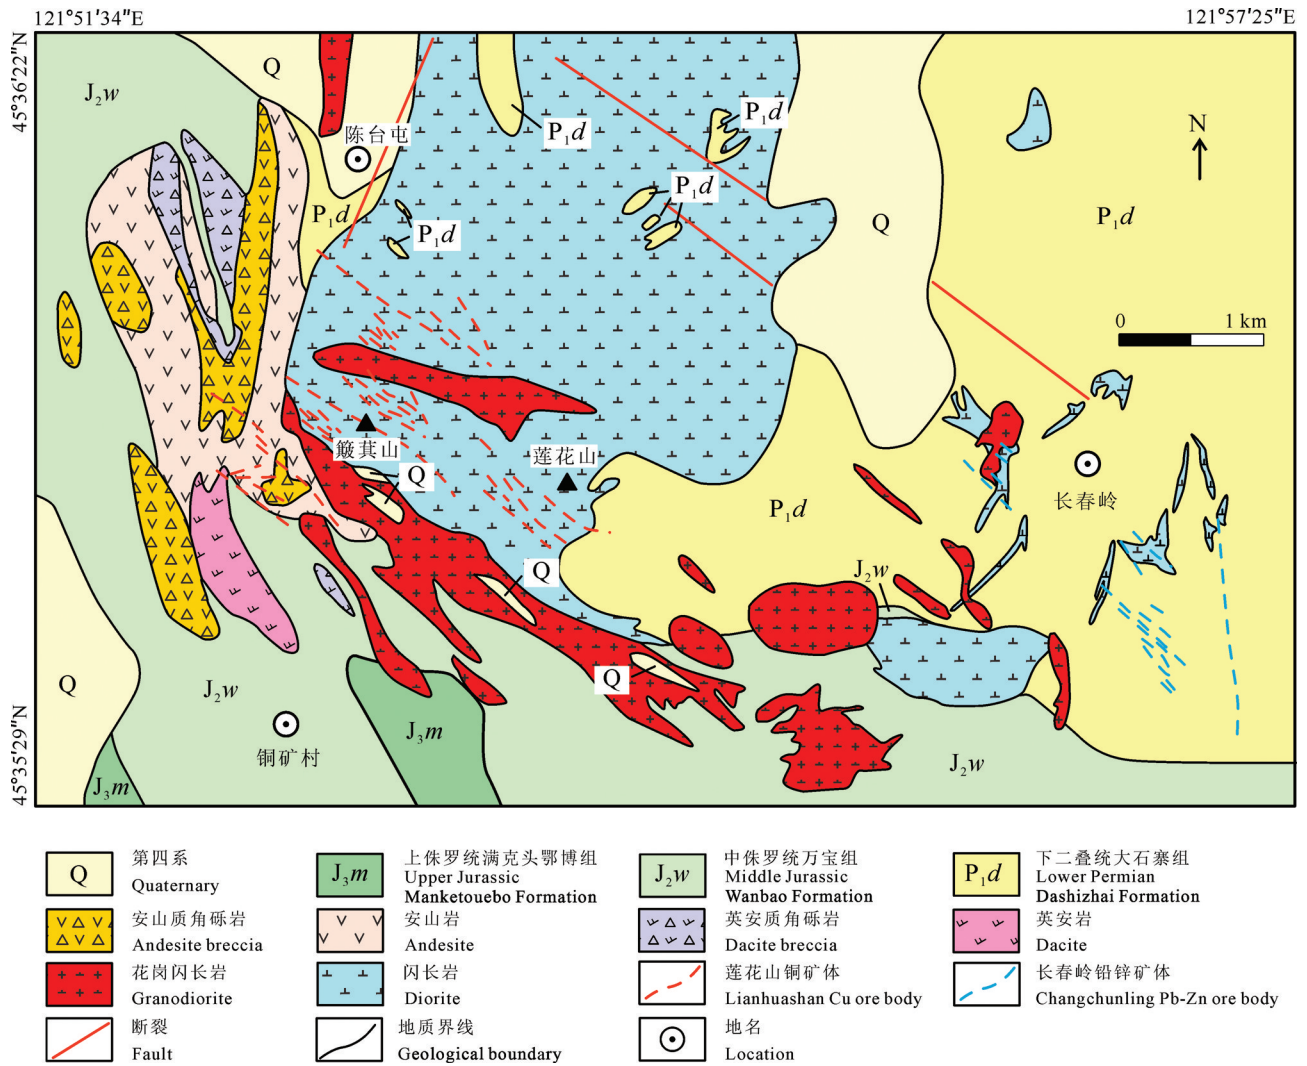 121°51′34″E
121°57′25″E
45°36′22″N
45°35′29″N
J₂w
Q
陈台屯
P₁d
P₁d
P₁d
P₁d
P₁d
Q
P₁d
N
0 1 km
簸萁山
莲花山
Q
长春岭
P₁d
Q
J₂w
Q
Q
J₂w
J₃m
铜矿村
J₃m
J₂w
Q
第四系
Quaternary
J₃m
上侏罗统满克头鄂博组
Upper Jurassic
Manketouebo Formation
J₂w
中侏罗统万宝组
Middle Jurassic
Wanbao Formation
P₁d
下二叠统大石寨组
Lower Permian
Dashizhai Formation
安山质角砾岩
Andesite breccia
安山岩
Andesite
英安质角砾岩
Dacite breccia
英安岩
Dacite
花岗闪长岩
Granodiorite
闪长岩
Diorite
莲花山铜矿体
Lianhuashan Cu ore body
长春岭铅锌矿体
Changchunling Pb-Zn ore body
断裂
Fault
地质界线
Geological boundary
地名
Location